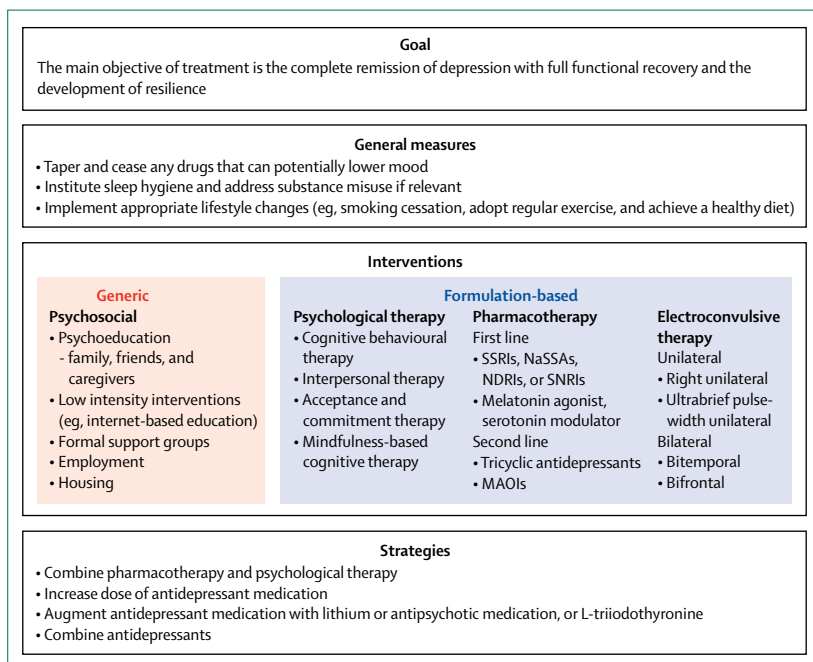 Goal
The main objective of treatment is the complete remission of depression with full functional recovery and the
development of resilience
General measures
• Taper and cease any drugs that can potentially lower mood
• Institute sleep hygiene and address substance misuse if relevant
• Implement appropriate lifestyle changes (eg, smoking cessation, adopt regular exercise, and achieve a healthy diet)
Interventions
Generic
Psychosocial
• Psychoeducation
- family, friends, and
caregivers
• Low intensity interventions
(eg, internet-based education)
• Formal support groups
• Employment
• Housing
Formulation-based
Psychological therapy
• Cognitive behavioural
therapy
• Interpersonal therapy
• Acceptance and
commitment therapy
• Mindfulness-based
cognitive therapy
Pharmacotherapy
First line
• SSRIs, NaSSAs,
NDRIs, or SNRIs
• Melatonin agonist,
serotonin modulator
Second line
• Tricyclic antidepressants
• MAOIs
Electroconvulsive
therapy
Unilateral
• Right unilateral
• Ultrabrief pulse-
width unilateral
Bilateral
• Bitemporal
• Bifrontal
Strategies
• Combine pharmacotherapy and psychological therapy
• Increase dose of antidepressant medication
• Augment antidepressant medication with lithium or antipsychotic medication, or L-triiodothyronine
• Combine antidepressants